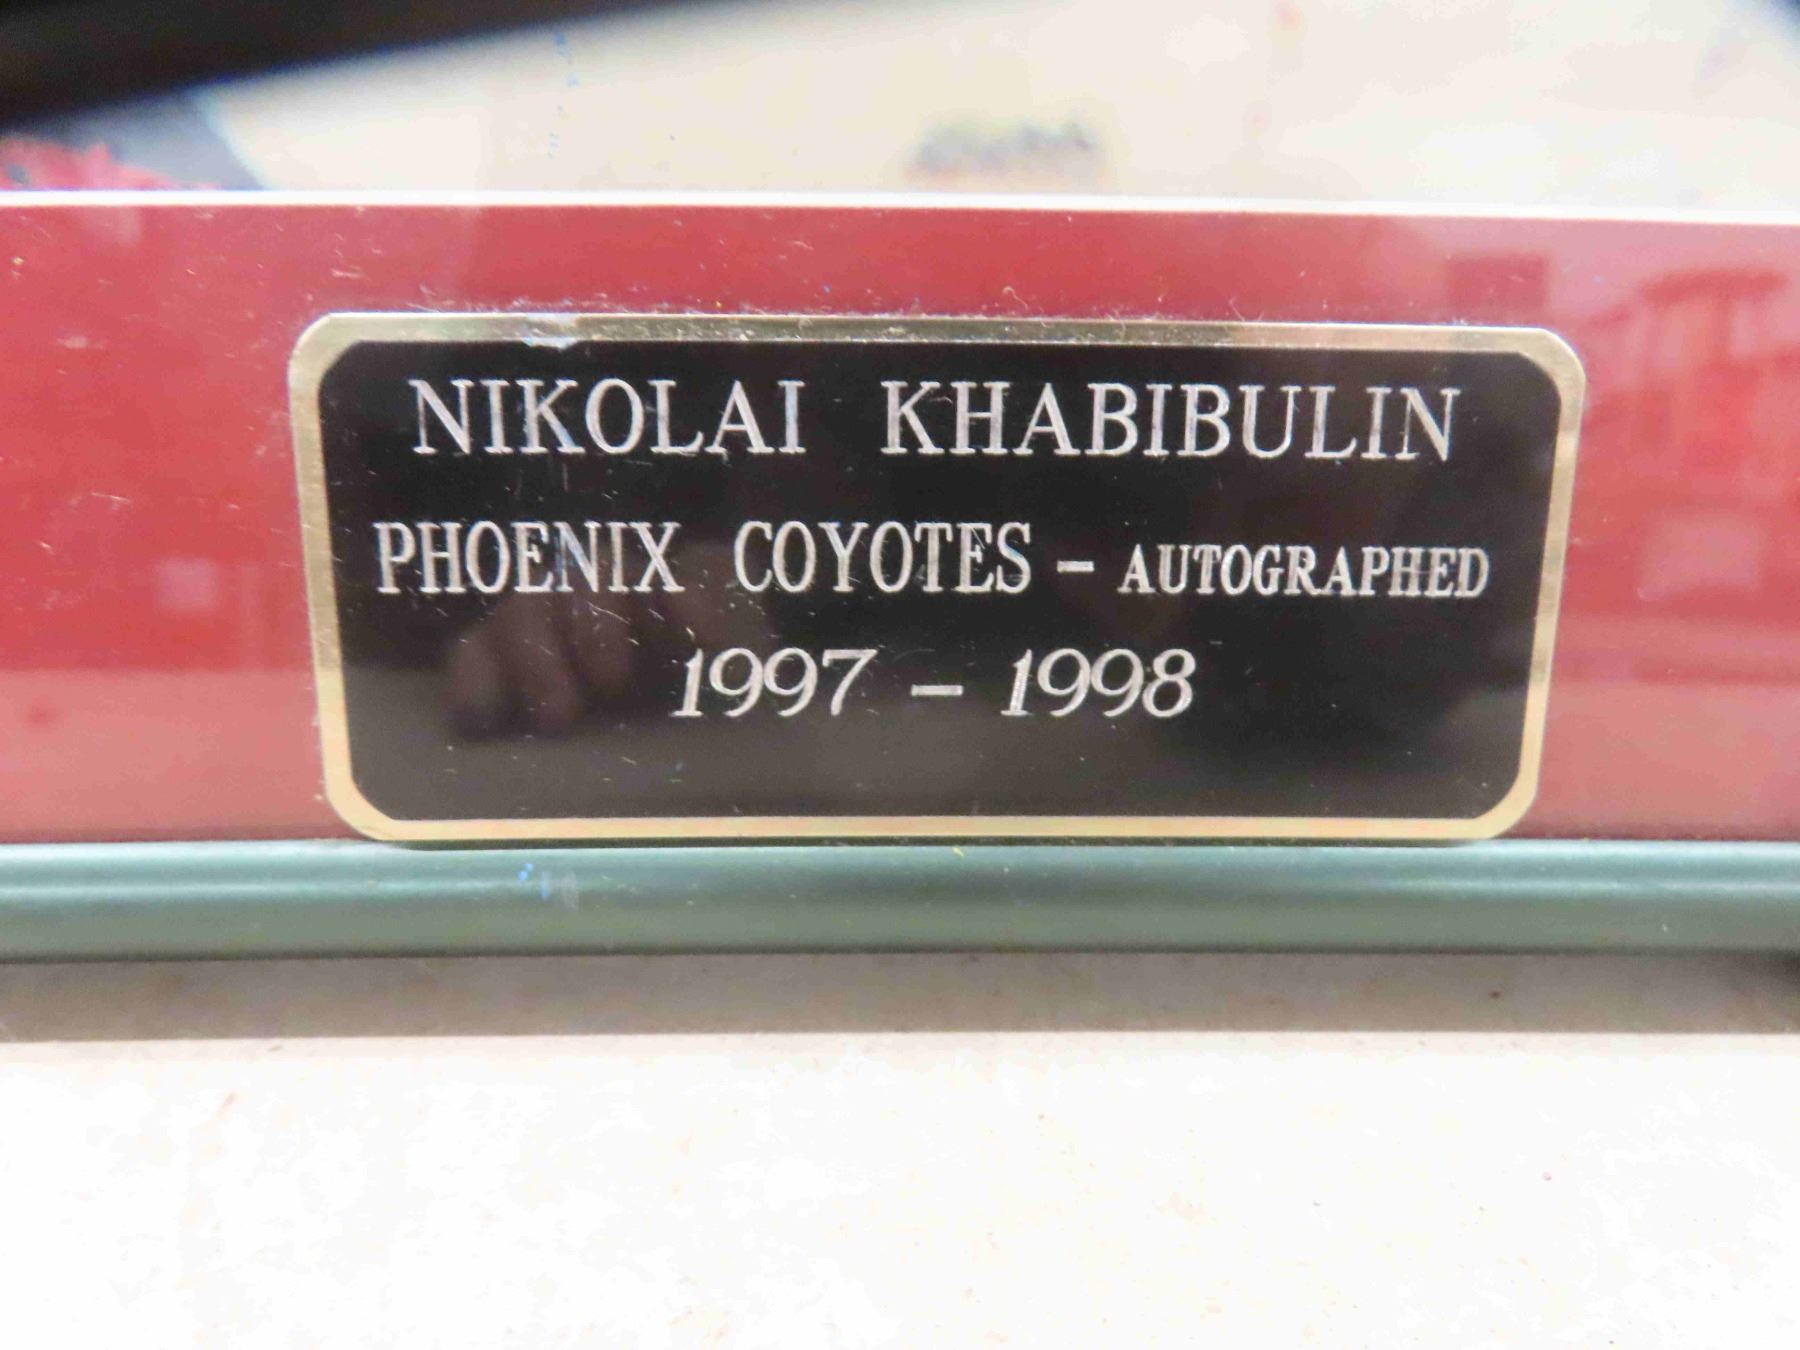 NIKOLAI KHABIBULIN
PHOENIX COYOTES - AUTOGRAPHED
1997 - 1998